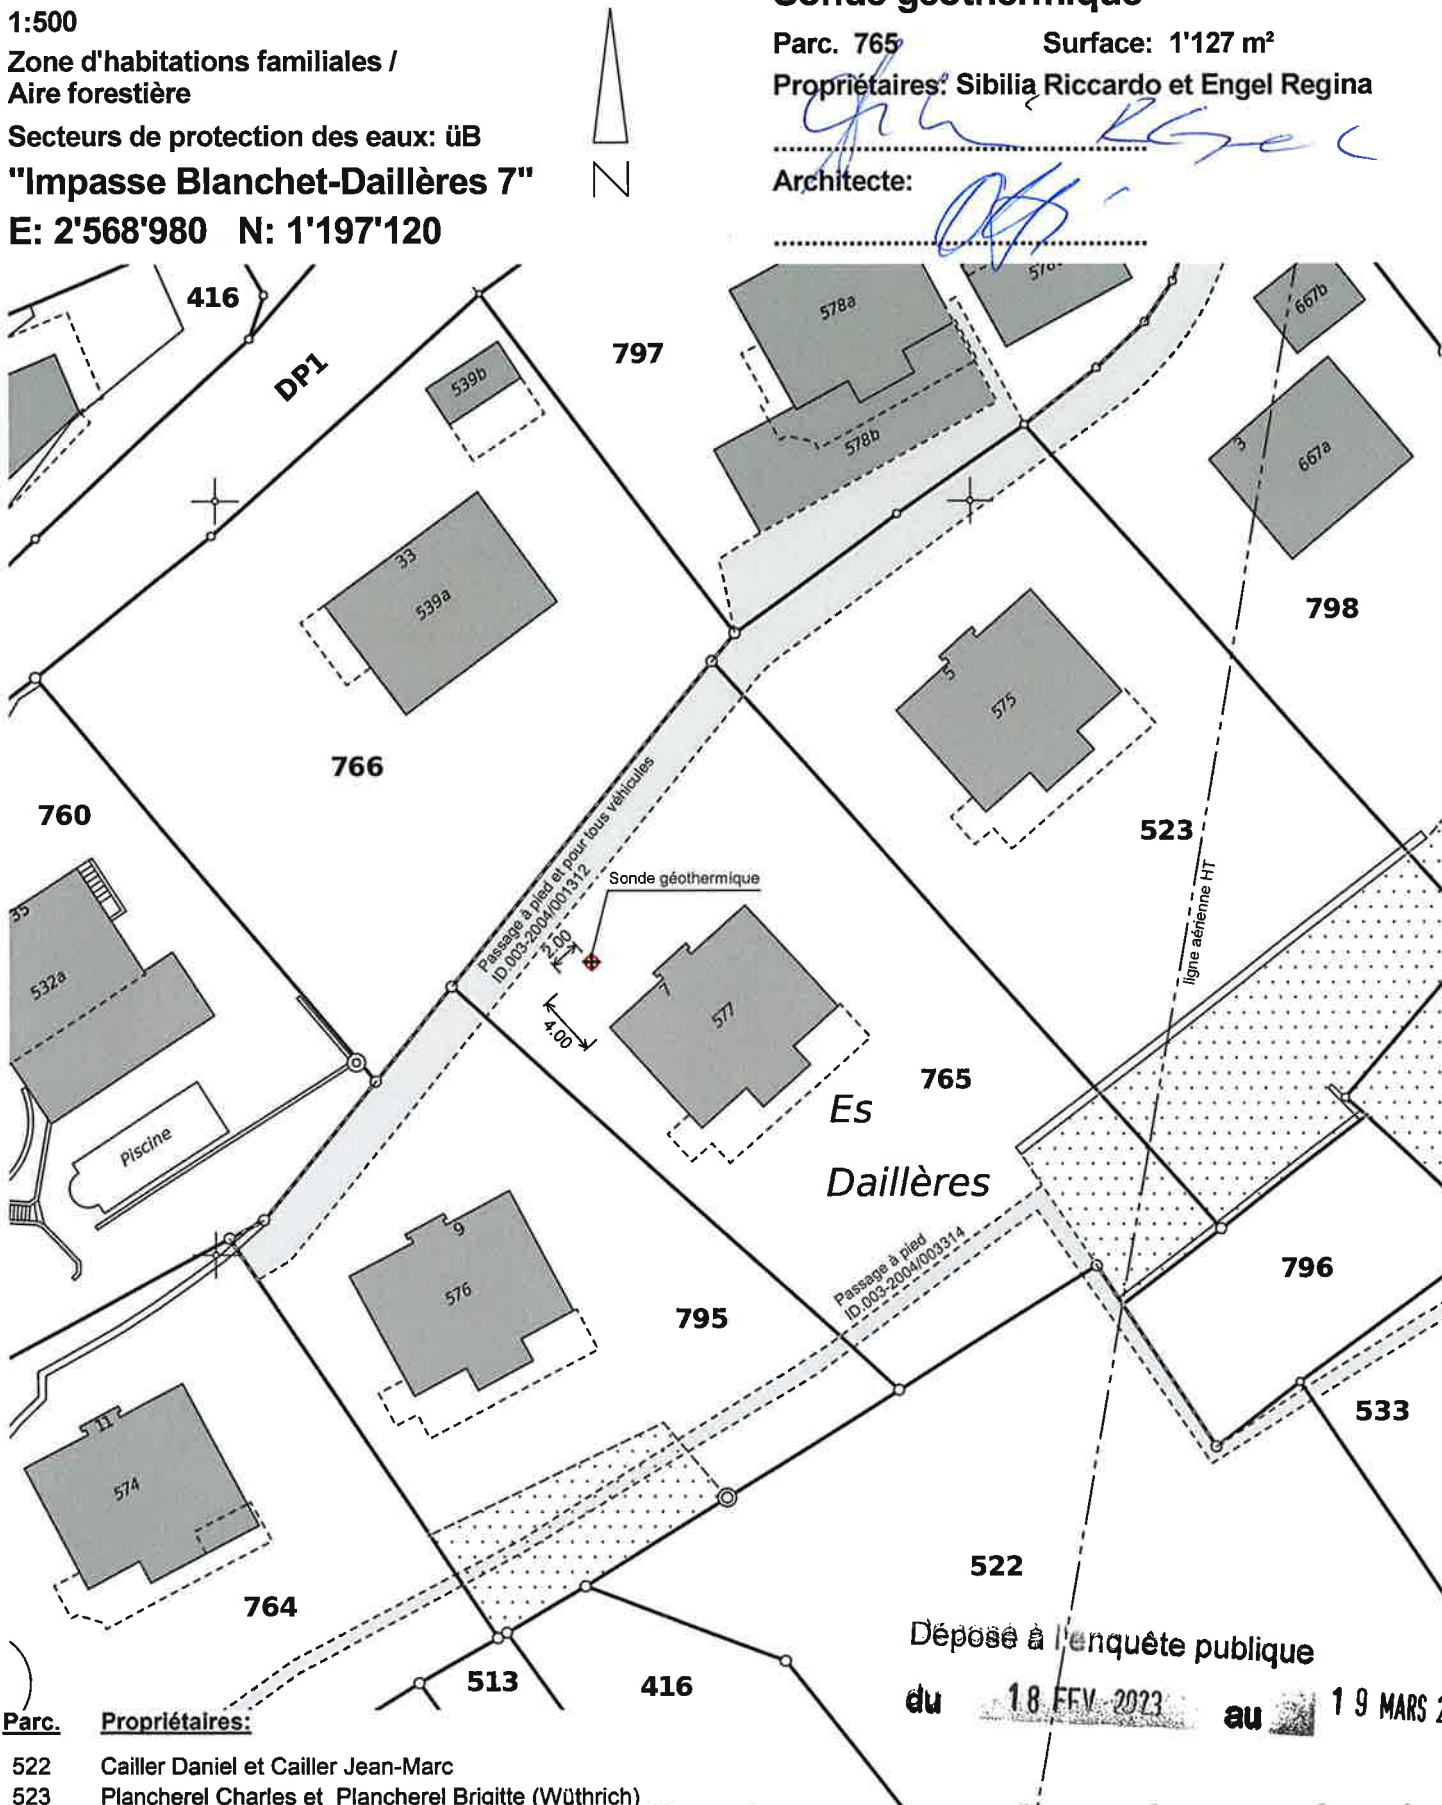 1:500
Zone d'habitations familiales /
Aire forestière
Secteurs de protection des eaux: üB
"Impasse Blanchet-Daillères 7"
E: 2'568'980 N: 1'197'120
N
Sonde géothermique
Parc. 765 Surface: 1'127 m²
Propriétaires: Sibilia Riccardo et Engel Regina
Architecte:
416
DP1
797
539b
578a
578b
667b
3
667a
33
539a
798
5
575
766
760
523
Passage à pied et pour tous véhicules
ID.003-2004/001312
Sonde géothermique
2.00
4.00
7
577
ligne aérienne HT
35
532a
765
Es
Daillères
Piscine
9
576
795
Passage à pied
ID.003-2004/003314
796
533
11
574
764
522
513
416
Déposé à l'enquête publique
du 18 FEV. 2023 au 19 MARS
Parc. Propriétaires:
522 Cailler Daniel et Cailler Jean-Marc
523 Plancherel Charles et Plancherel Brigitte (Wüthrich)